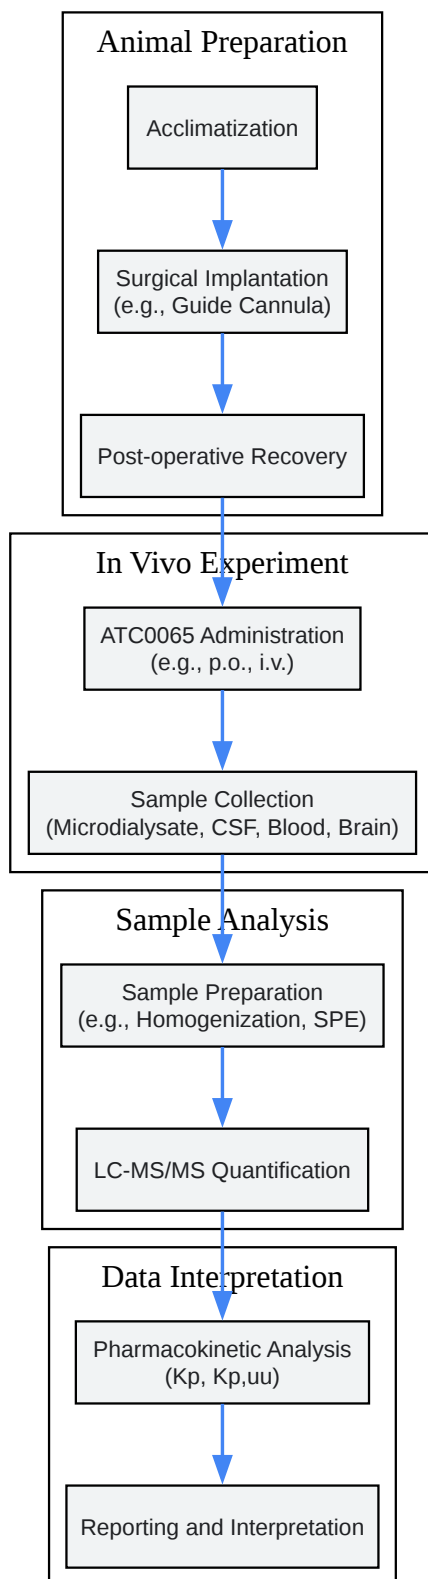 Animal Preparation
Acclimatization
Surgical Implantation
(e.g., Guide Cannula)
Post-operative Recovery
In Vivo Experiment
ATC0065 Administration
(e.g., p.o., i.v.)
Sample Collection
(Microdialysate, CSF, Blood, Brain)
Sample Analysis
Sample Preparation
(e.g., Homogenization, SPE)
LC-MS/MS Quantification
Data Interpretation
Pharmacokinetic Analysis
(Kp, Kp,uu)
Reporting and Interpretation